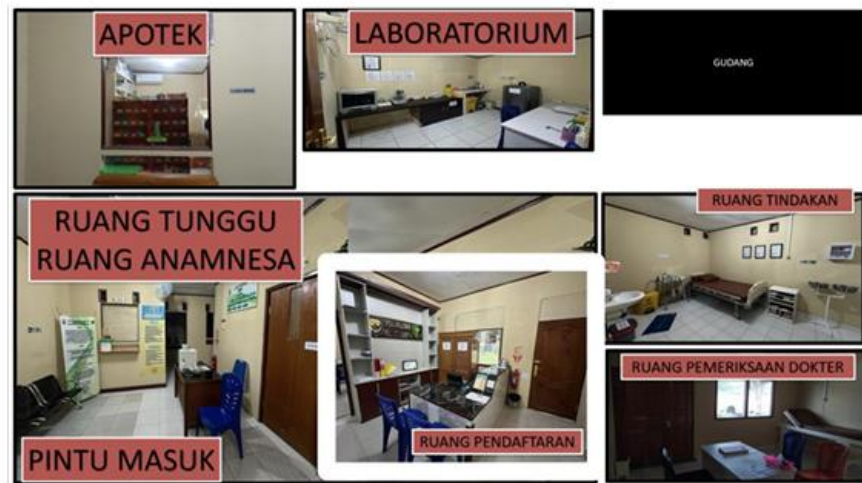 APOTEK
LABORATORIUM
GUDANG
RUANG TUNGGU
RUANG ANAMNESA
RUANG TINDAKAN
RUANG PEMERIKSAAN DOKTER
RUANG PENDAFTARAN
PINTU MASUK